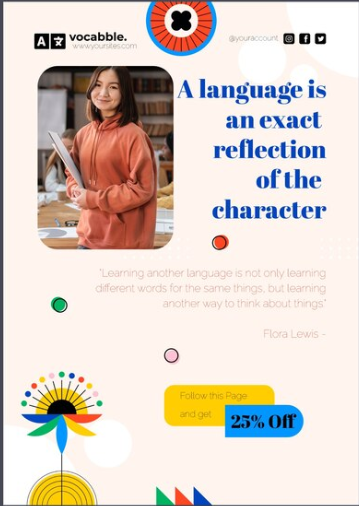 A vocabble.
www.yoursites.com
@youraccount
A language is
an exact
reflection
of the
character
"Learning another language is not only learning
different words for the same things, but learning
another way to think about things"
Flora Lewis -
Follow this Page
and get
25% Off